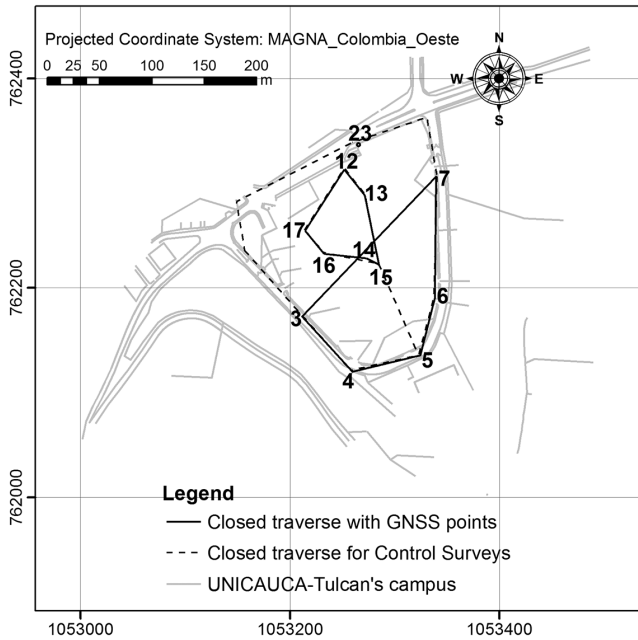 Projected Coordinate System: MAGNA_Colombia_Oeste
0 25 50 100 150 200
m
N
W E
S
762400
762200
762000
23
12
13
7
17
14
16
15
6
3
5
4
Legend
Closed traverse with GNSS points
Closed traverse for Control Surveys
UNICAUCA-Tulcan's campus
1053000 1053200 1053400